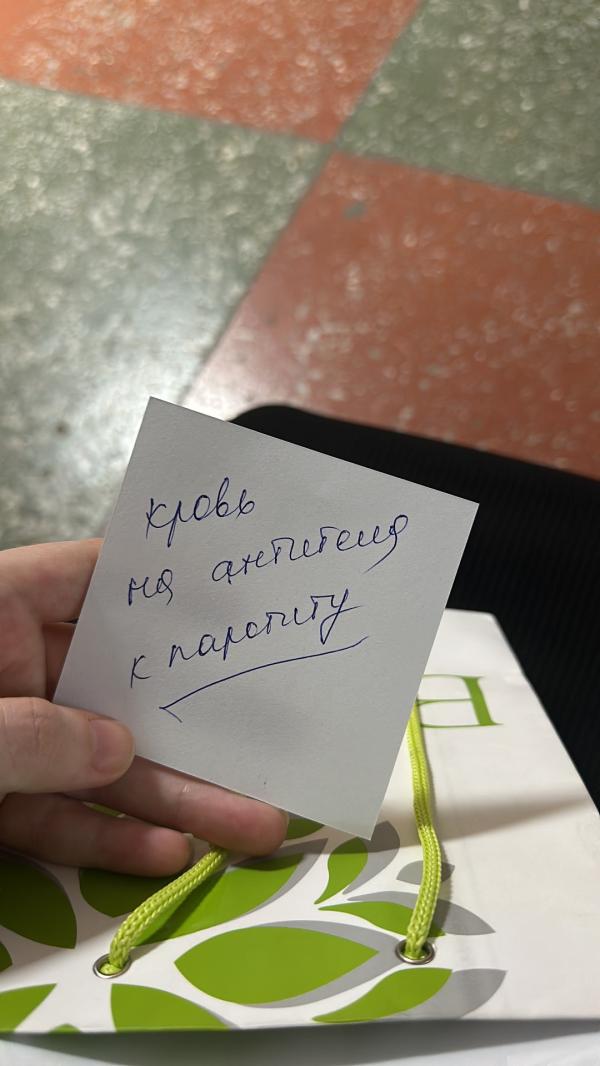 кровь
на антитела
к паротиту